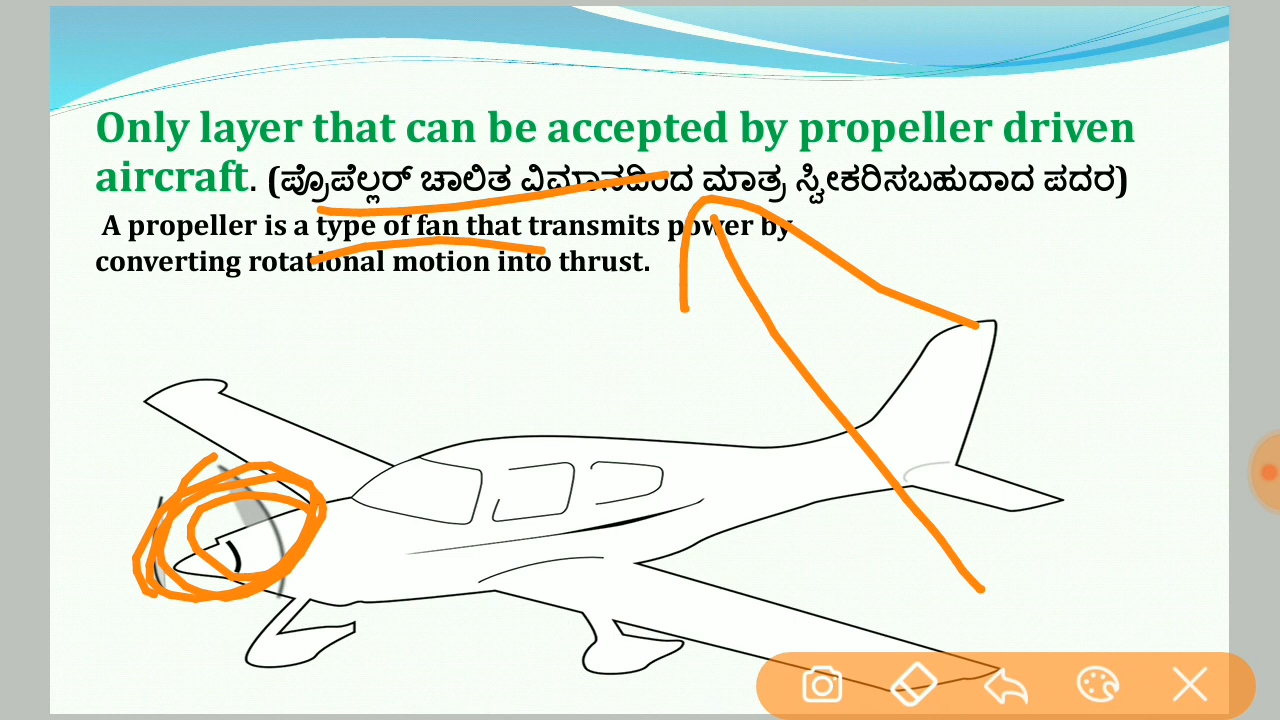 Only layer that can be accepted by propeller driven
aircraft. (ಪ್ರೊಪೆಲ್ಲರ್ ಚಾಲಿತ ವಿಮಾನದಿಂದ ಮಾತ್ರ ಸ್ವೀಕರಿಸಬಹುದಾದ ಪದರ)
A propeller is a type of fan that transmits power by
converting rotational motion into thrust.